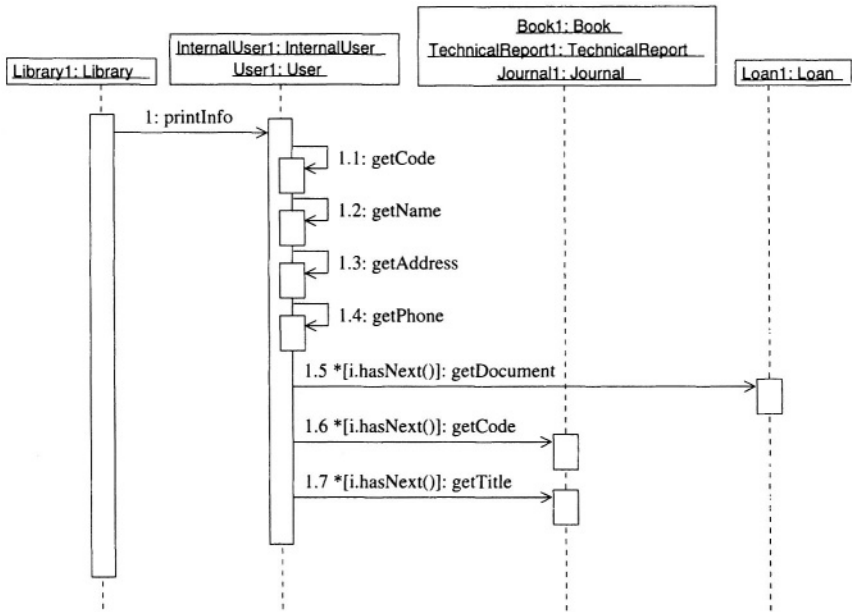 Book1: Book
InternalUser1: InternalUser
TechnicalReport1: TechnicalReport
Library1: Library
User1: User
Journal1: Journal
Loan1: Loan
1: printInfo
1.1: getCode
1.2: getName
1.3: getAddress
1.4: getPhone
1.5 *[i.hasNext()]: getDocument
1.6 *[i.hasNext()]: getCode
1.7 *[i.hasNext()]: getTitle